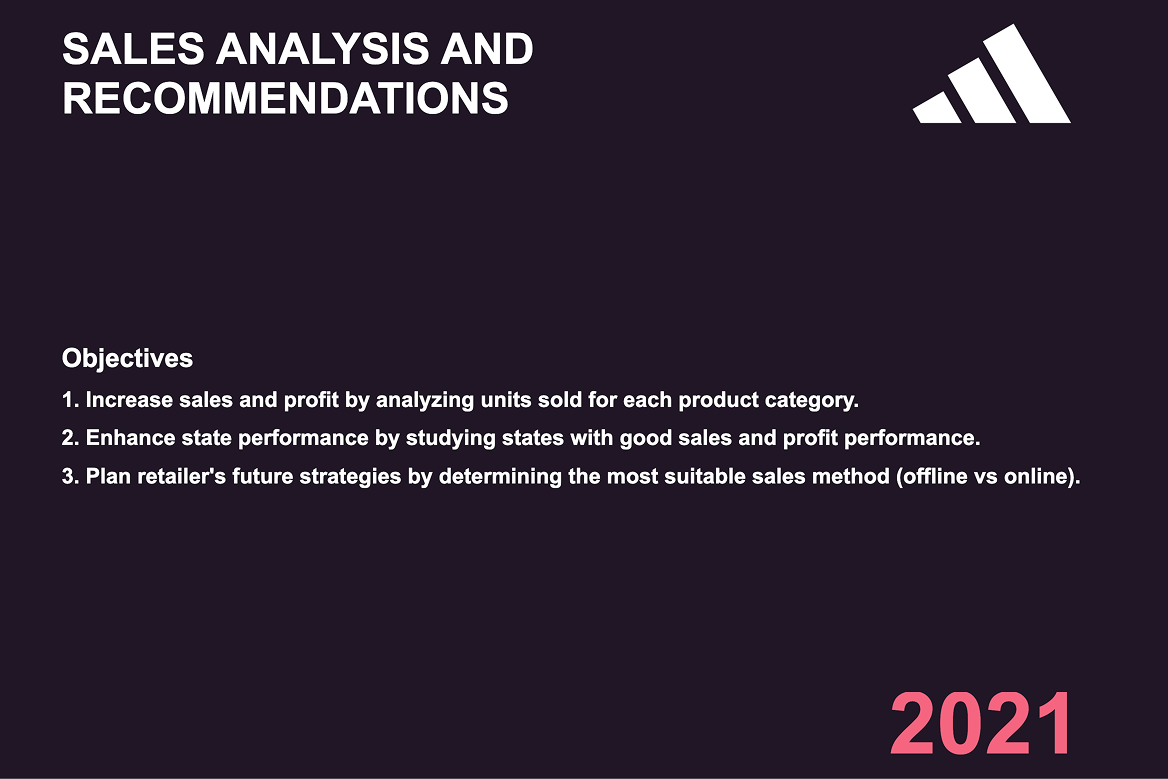 SALES ANALYSIS AND
RECOMMENDATIONS
Objectives
1. Increase sales and profit by analyzing units sold for each product category.
2. Enhance state performance by studying states with good sales and profit performance.
3. Plan retailer's future strategies by determining the most suitable sales method (offline vs online).
2021